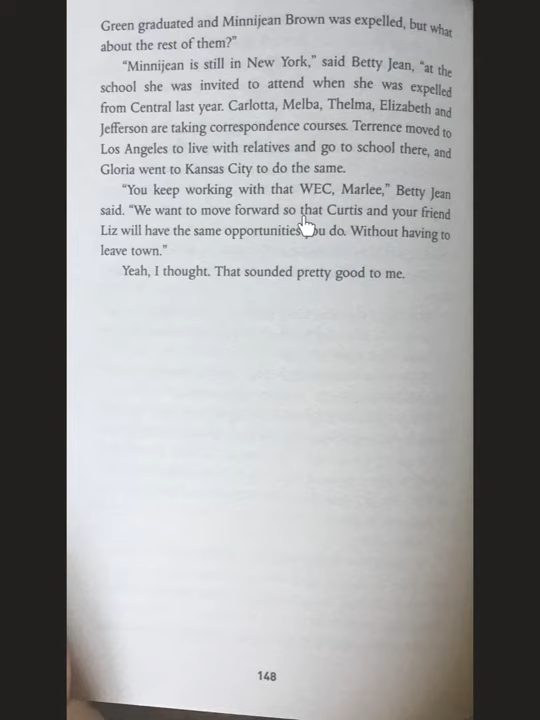 Green graduated and Minnijean Brown was expelled, but what
about the rest of them?”
“Minnijean is still in New York,” said Betty Jean, “at the
school she was invited to attend when she was expelled
from Central last year. Carlotta, Melba, Thelma, Elizabeth and
Jefferson are taking correspondence courses. Terrence moved to
Los Angeles to live with relatives and go to school there, and
Gloria went to Kansas City to do the same.
“You keep working with that WEC, Marlee,” Betty Jean
said. “We want to move forward so that Curtis and your friend
Liz will have the same opportunities you do. Without having to
leave town.”
Yeah, I thought. That sounded pretty good to me.
148